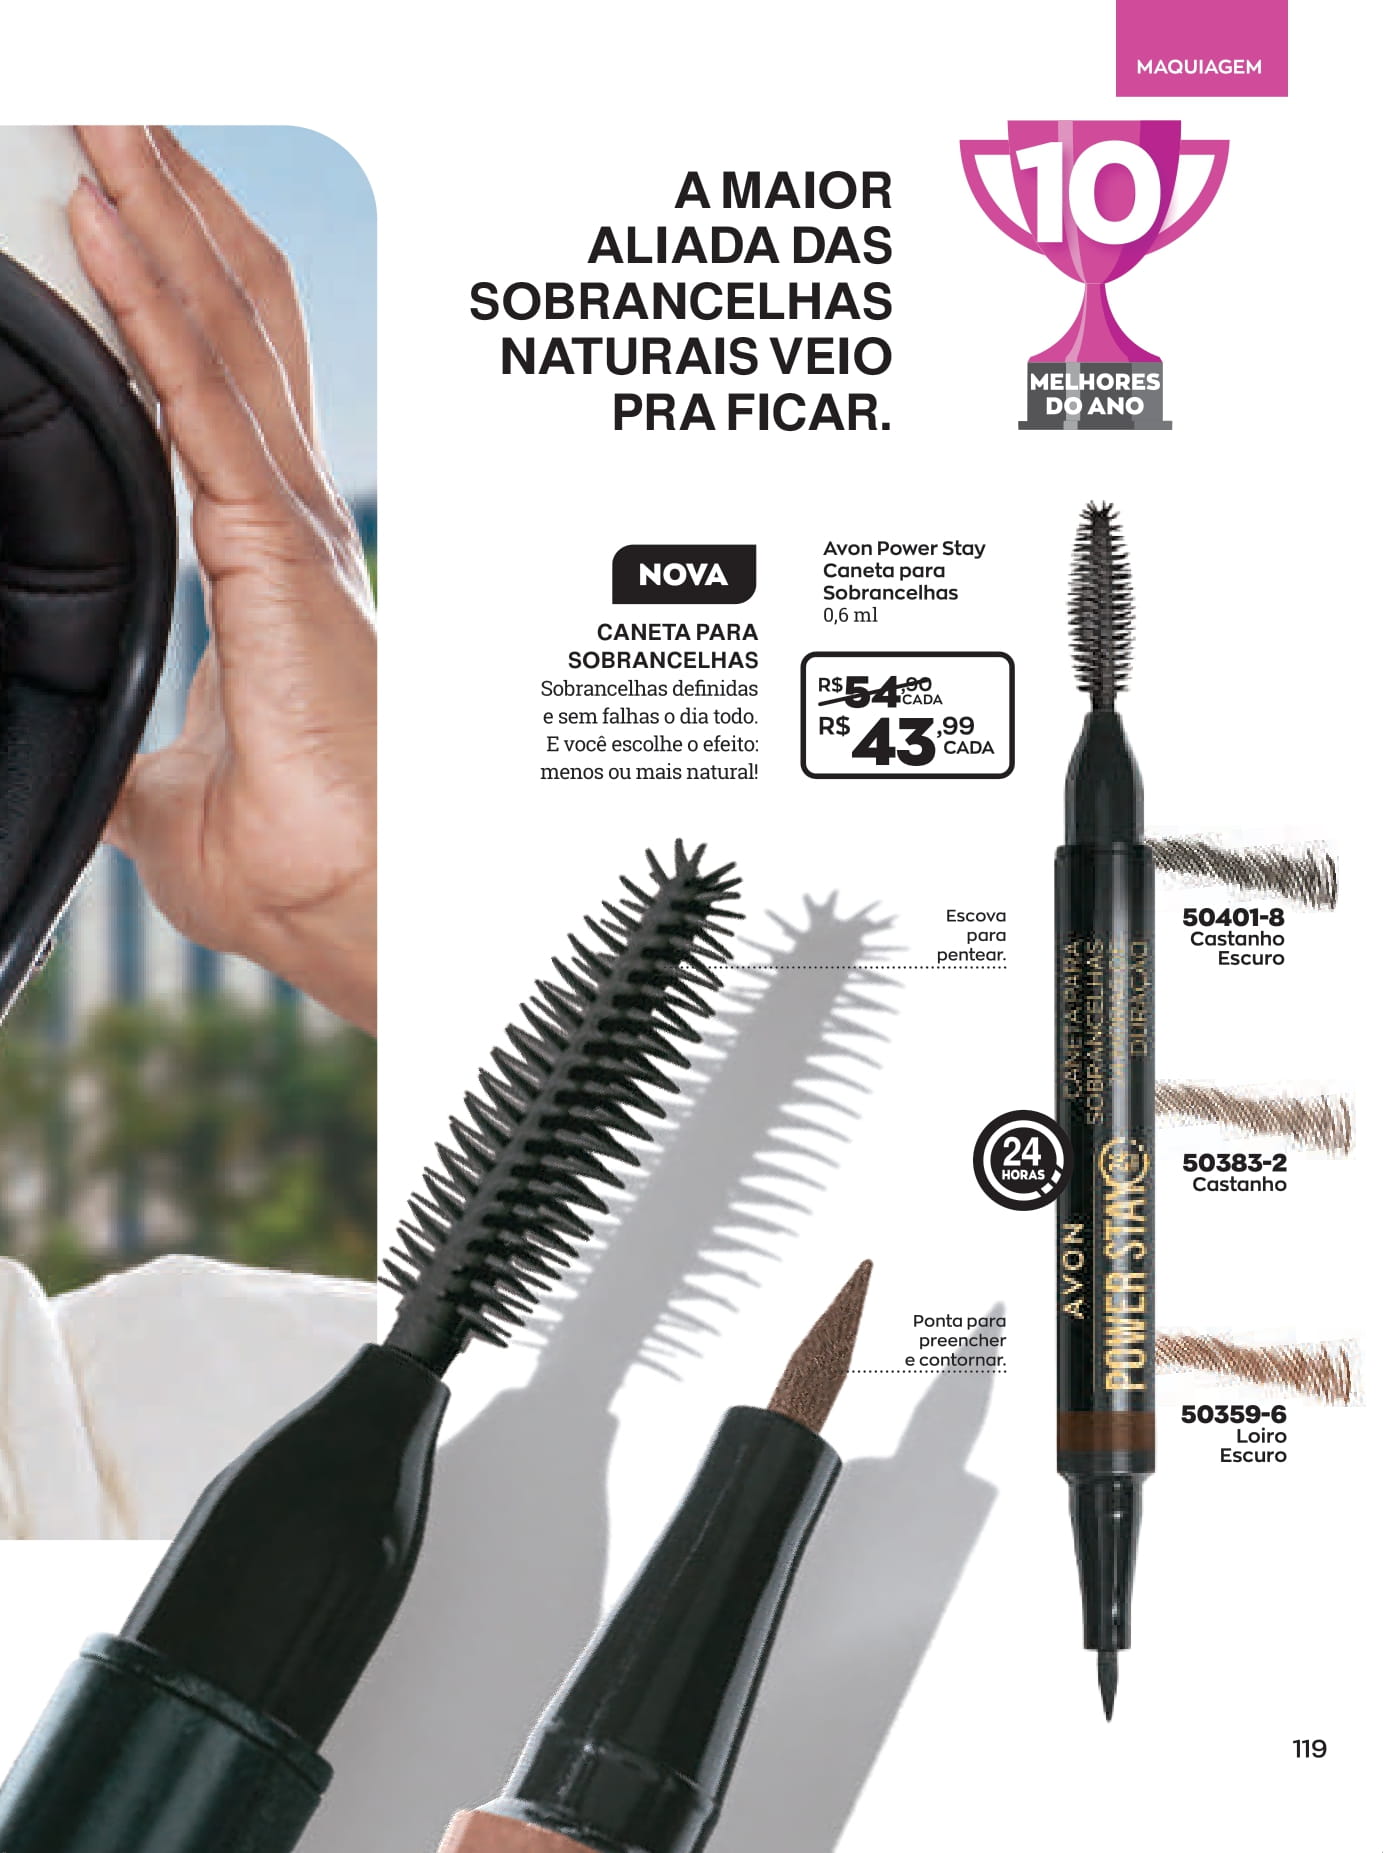 MAQUIAGEM
A MAIOR
ALIADA DAS
SOBRANCELHAS
NATURAIS VEIO
PRA FICAR.
10
MELHORES
DO ANO
NOVA
CANETA PARA
SOBRANCELHAS
Sobrancelhas definidas
e sem falhas o dia todo.
E você escolhe o efeito:
menos ou mais natural!
Avon Power Stay
Caneta para
Sobrancelhas
0,6 ml
R$54,90
CADA
R$43,99
CADA
Escova
para
pentear.
50401-8
Castanho
Escuro
CANETA PARA
SOBRANCELHAS
DURAÇÃO
24
HORAS
50383-2
Castanho
AVON
POWER STAY
Ponta para
preencher
e contornar.
50359-6
Loiro
Escuro
119